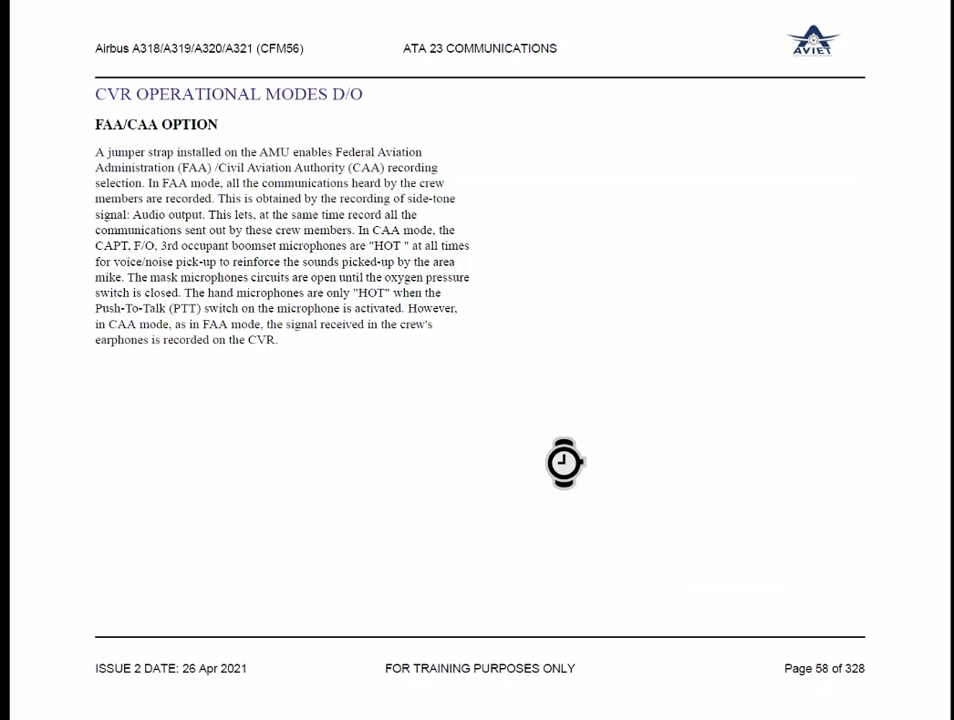 Airbus A318/A319/A320/A321 (CFM56)
ATA 23 COMMUNICATIONS
AVIET
CVR OPERATIONAL MODES D/O
FAA/CAA OPTION
A jumper strap installed on the AMU enables Federal Aviation
Administration (FAA) /Civil Aviation Authority (CAA) recording
selection. In FAA mode, all the communications heard by the crew
members are recorded. This is obtained by the recording of side-tone
signal: Audio output. This lets, at the same time record all the
communications sent out by these crew members. In CAA mode, the
CAPT, F/O, 3rd occupant boomset microphones are "HOT " at all times
for voice/noise pick-up to reinforce the sounds picked-up by the area
mike. The mask microphones circuits are open until the oxygen pressure
switch is closed. The hand microphones are only "HOT" when the
Push-To-Talk (PTT) switch on the microphone is activated. However,
in CAA mode, as in FAA mode, the signal received in the crew's
earphones is recorded on the CVR.
ISSUE 2 DATE: 26 Apr 2021
FOR TRAINING PURPOSES ONLY
Page 58 of 328